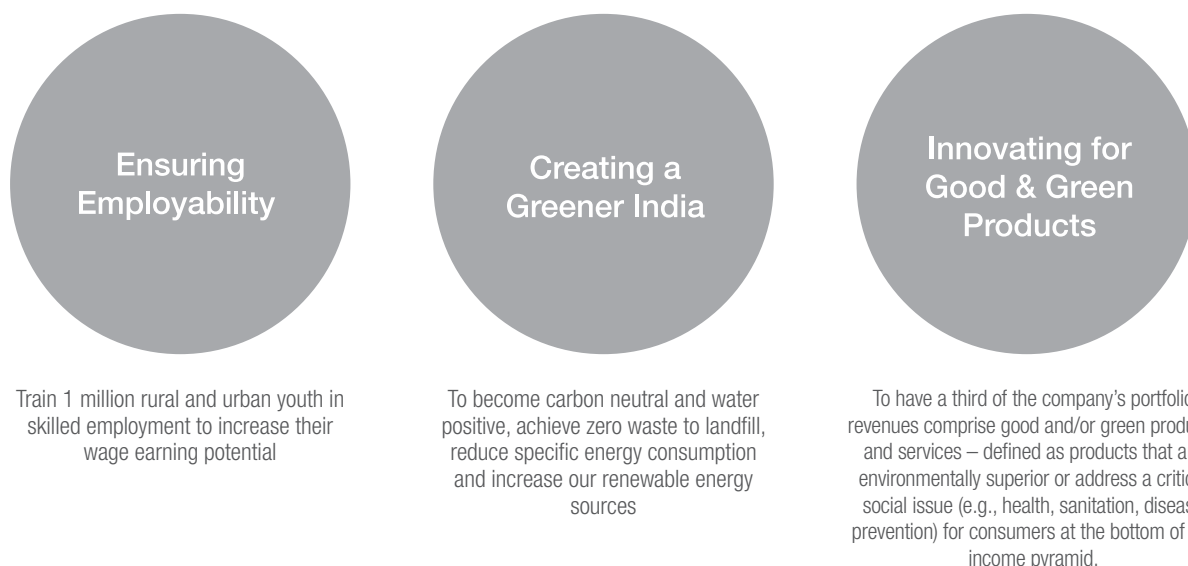 Ensuring
Employability
Train 1 million rural and urban youth in
skilled employment to increase their
wage earning potential
Creating a
Greener India
To become carbon neutral and water
positive, achieve zero waste to landfill,
reduce specific energy consumption
and increase our renewable energy
sources
Innovating for
Good & Green
Products
To have a third of the company’s
revenues comprise good and/or green
and services – defined as products that
environmentally superior or address a
social issue (e.g., health, sanitation,
prevention) for consumers at the bottom of
income pyramid.